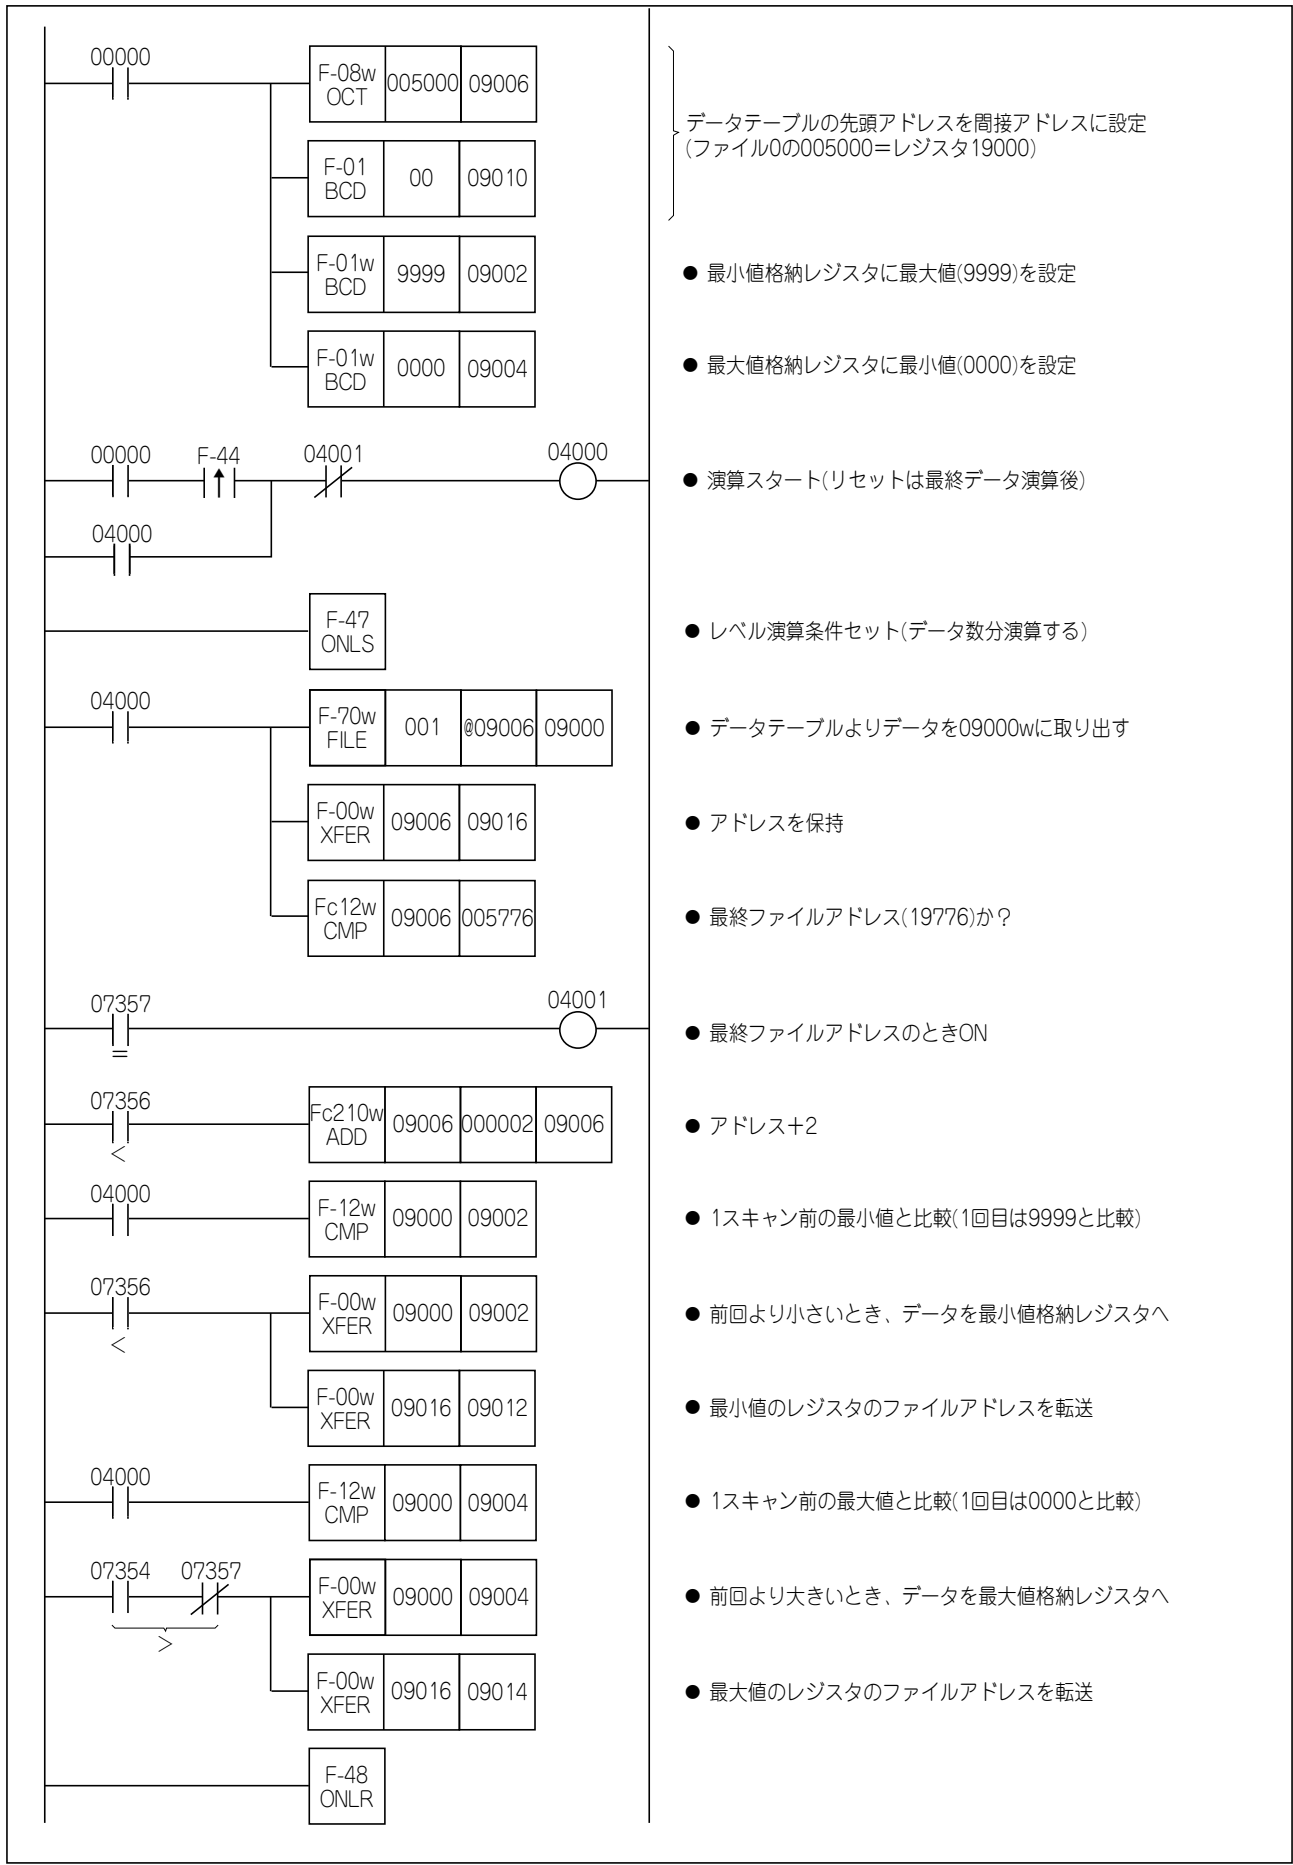 00000
F-08w
OCT
005000
09006
データテーブルの先頭アドレスを間接アドレスに設定
(ファイル0の005000=レジスタ19000)
F-01
BCD
00
09010
F-01w
BCD
9999
09002
● 最小値格納レジスタに最大値(9999)を設定
F-01w
BCD
0000
09004
● 最大値格納レジスタに最小値(0000)を設定
00000
F-44
04001
04000
● 演算スタート(リセットは最終データ演算後)
04000
F-47
ONLS
● レベル演算条件セット(データ数分演算する)
04000
F-70w
FILE
001
@09006
09000
● データテーブルよりデータを09000wに取り出す
F-00w
XFER
09006
09016
● アドレスを保持
Fc12w
CMP
09006
005776
● 最終ファイルアドレス(19776)か？
07357
=
04001
● 最終ファイルアドレスのときON
07356
<
Fc210w
ADD
09006
000002
09006
● アドレス+2
04000
F-12w
CMP
09000
09002
● 1スキャン前の最小値と比較(1回目は9999と比較)
07356
<
F-00w
XFER
09000
09002
● 前回より小さいとき、データを最小値格納レジスタへ
F-00w
XFER
09016
09012
● 最小値のレジスタのファイルアドレスを転送
04000
F-12w
CMP
09000
09004
● 1スキャン前の最大値と比較(1回目は0000と比較)
07354
07357
>
F-00w
XFER
09000
09004
● 前回より大きいとき、データを最大値格納レジスタへ
F-00w
XFER
09016
09014
● 最大値のレジスタのファイルアドレスを転送
F-48
ONLR